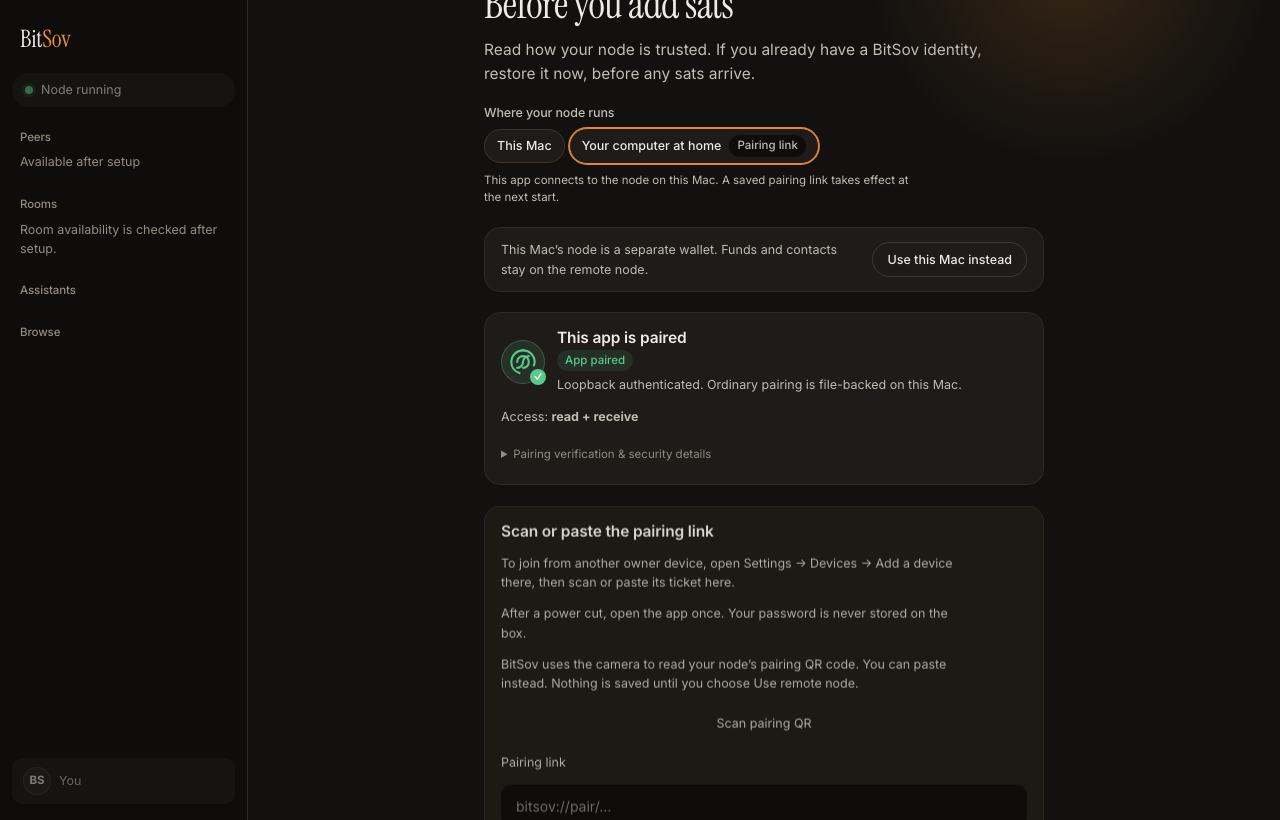 BitSov
Node running
Peers
Available after setup
Rooms
Room availability is checked after
setup.
Assistants
Browse
BS You
Before you add sats
Read how your node is trusted. If you already have a BitSov identity,
restore it now, before any sats arrive.
Where your node runs
This Mac Your computer at home Pairing link
This app connects to the node on this Mac. A saved pairing link takes effect at
the next start.
This Mac’s node is a separate wallet. Funds and contacts
stay on the remote node.
Use this Mac instead
This app is paired
App paired
Loopback authenticated. Ordinary pairing is file-backed on this Mac.
Access: read + receive
Pairing verification & security details
Scan or paste the pairing link
To join from another owner device, open Settings → Devices → Add a device
there, then scan or paste its ticket here.
After a power cut, open the app once. Your password is never stored on the
box.
BitSov uses the camera to read your node’s pairing QR code. You can paste
instead. Nothing is saved until you choose Use remote node.
Scan pairing QR
Pairing link
bitsov://pair/…